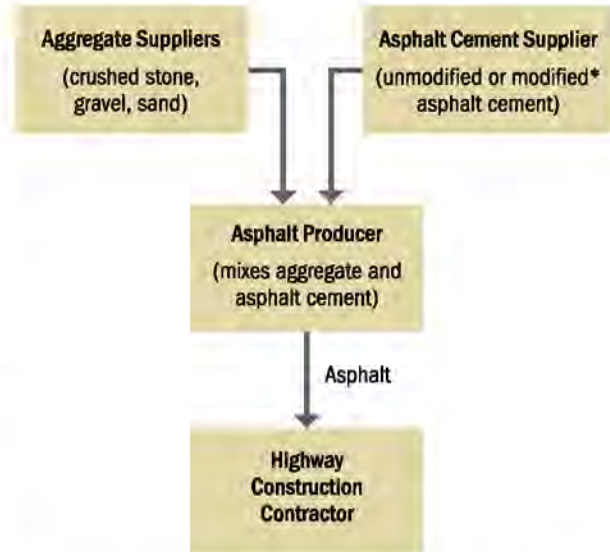 Aggregate Suppliers
(crushed stone,
gravel, sand)
Asphalt Cement Supplier
(unmodified or modified*
asphalt cement)
Asphalt Producer
(mixes aggregate and
asphalt cement)
Asphalt
Highway
Construction
Contractor